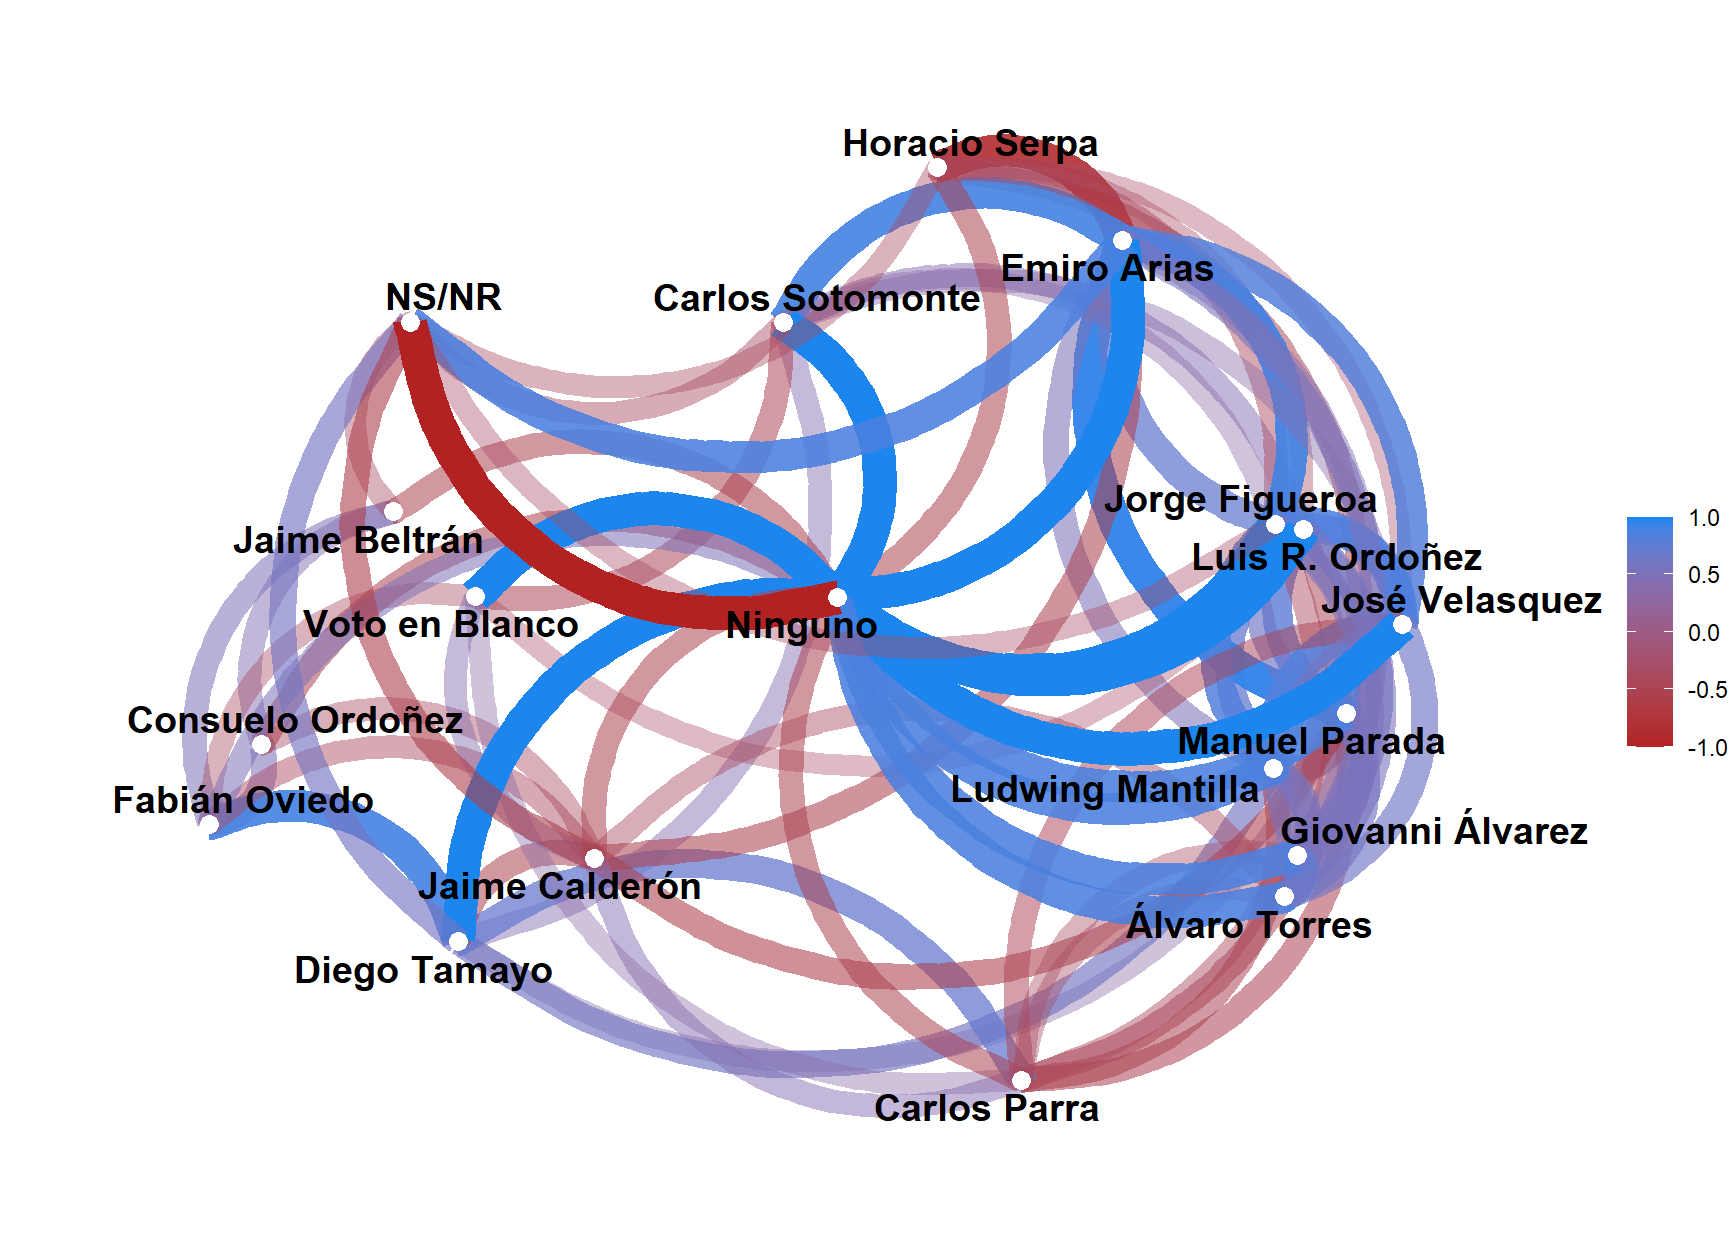 Horacio Serpa
Emiro Arias
NS/NR
Carlos Sotomonte
Jorge Figueroa
Jaime Beltrán
Luis R. Ordoñez
José Velasquez
Voto en Blanco
Ninguno
Consuelo Ordoñez
Manuel Parada
Ludwing Mantilla
Fabián Oviedo
Giovanni Álvarez
Jaime Calderón
Álvaro Torres
Diego Tamayo
Carlos Parra
1.0
0.5
0.0
-0.5
-1.0